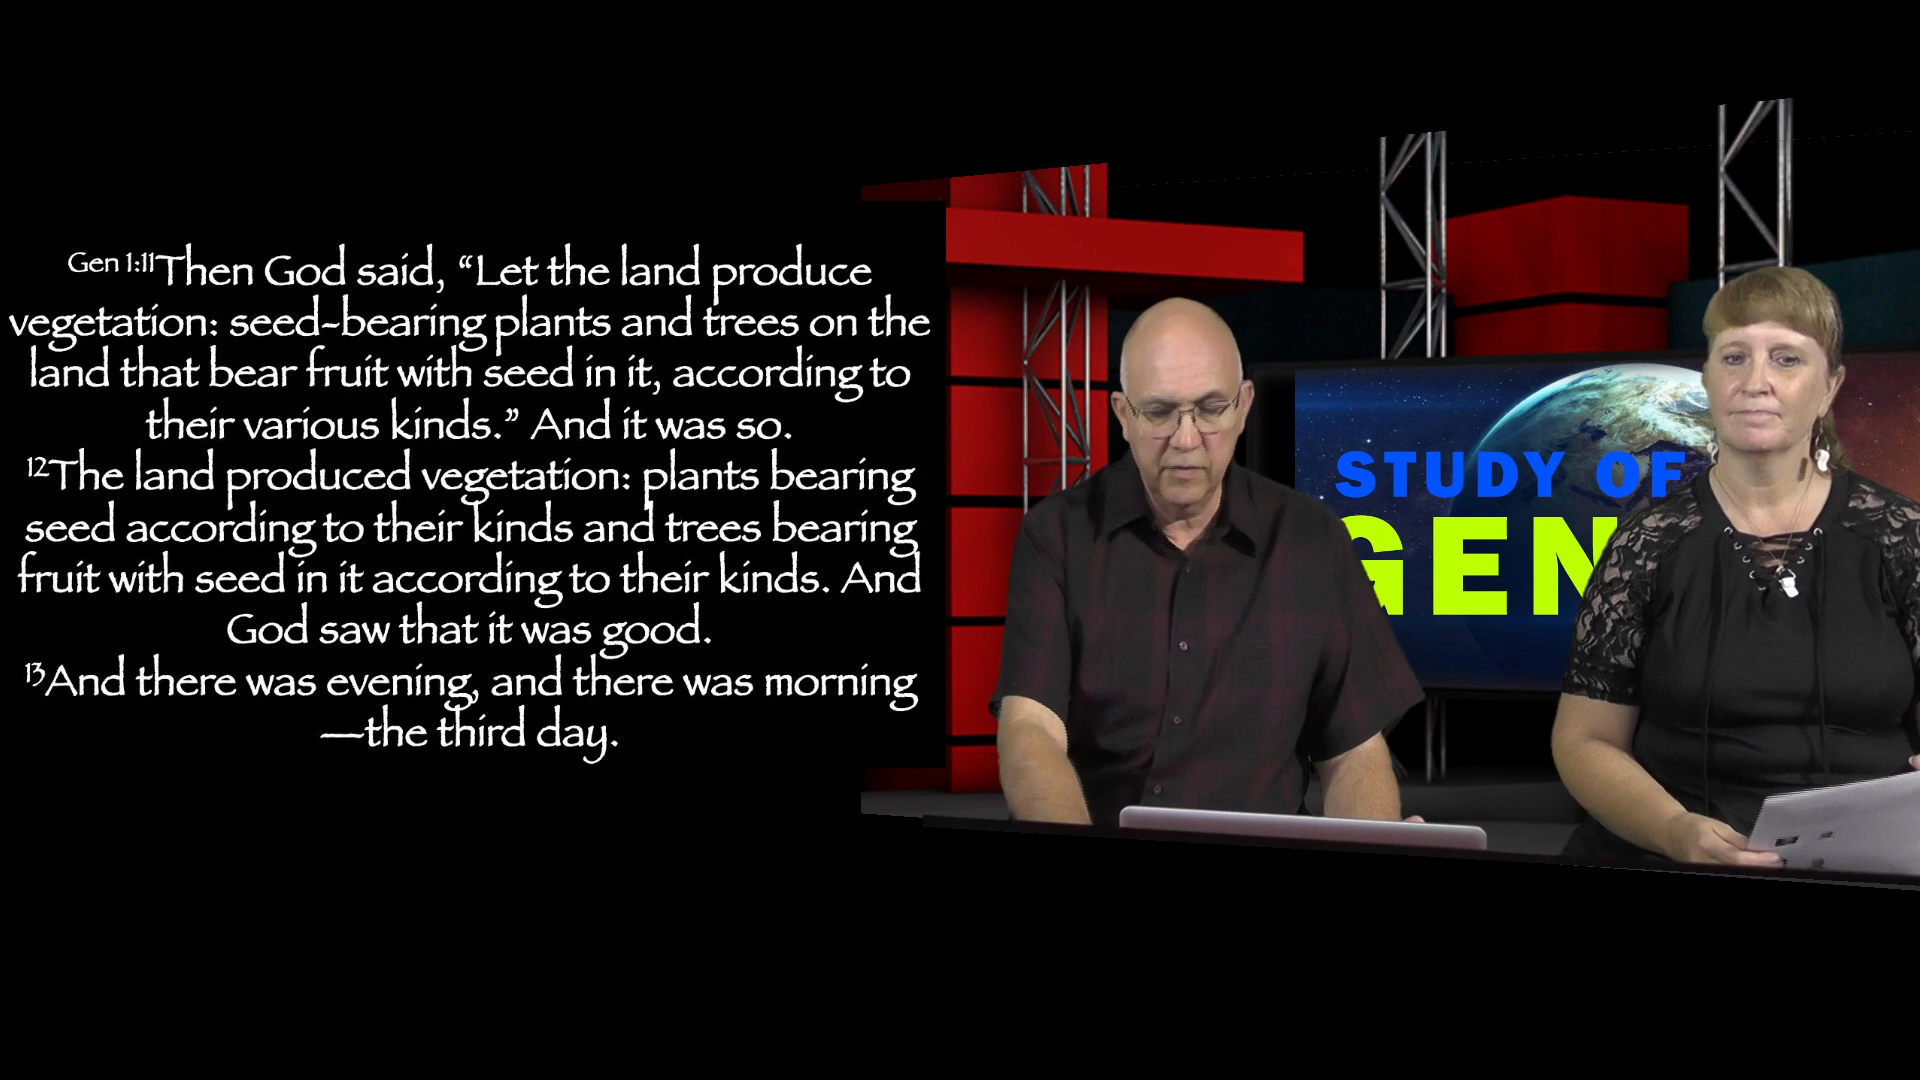 Gen 1:11Then God said, “Let the land produce
vegetation: seed-bearing plants and trees on the
land that bear fruit with seed in it, according to
their various kinds.” And it was so.
12The land produced vegetation: plants bearing
seed according to their kinds and trees bearing
fruit with seed in it according to their kinds. And
God saw that it was good.
13And there was evening, and there was morning
—the third day.
STUDY OF
GEN